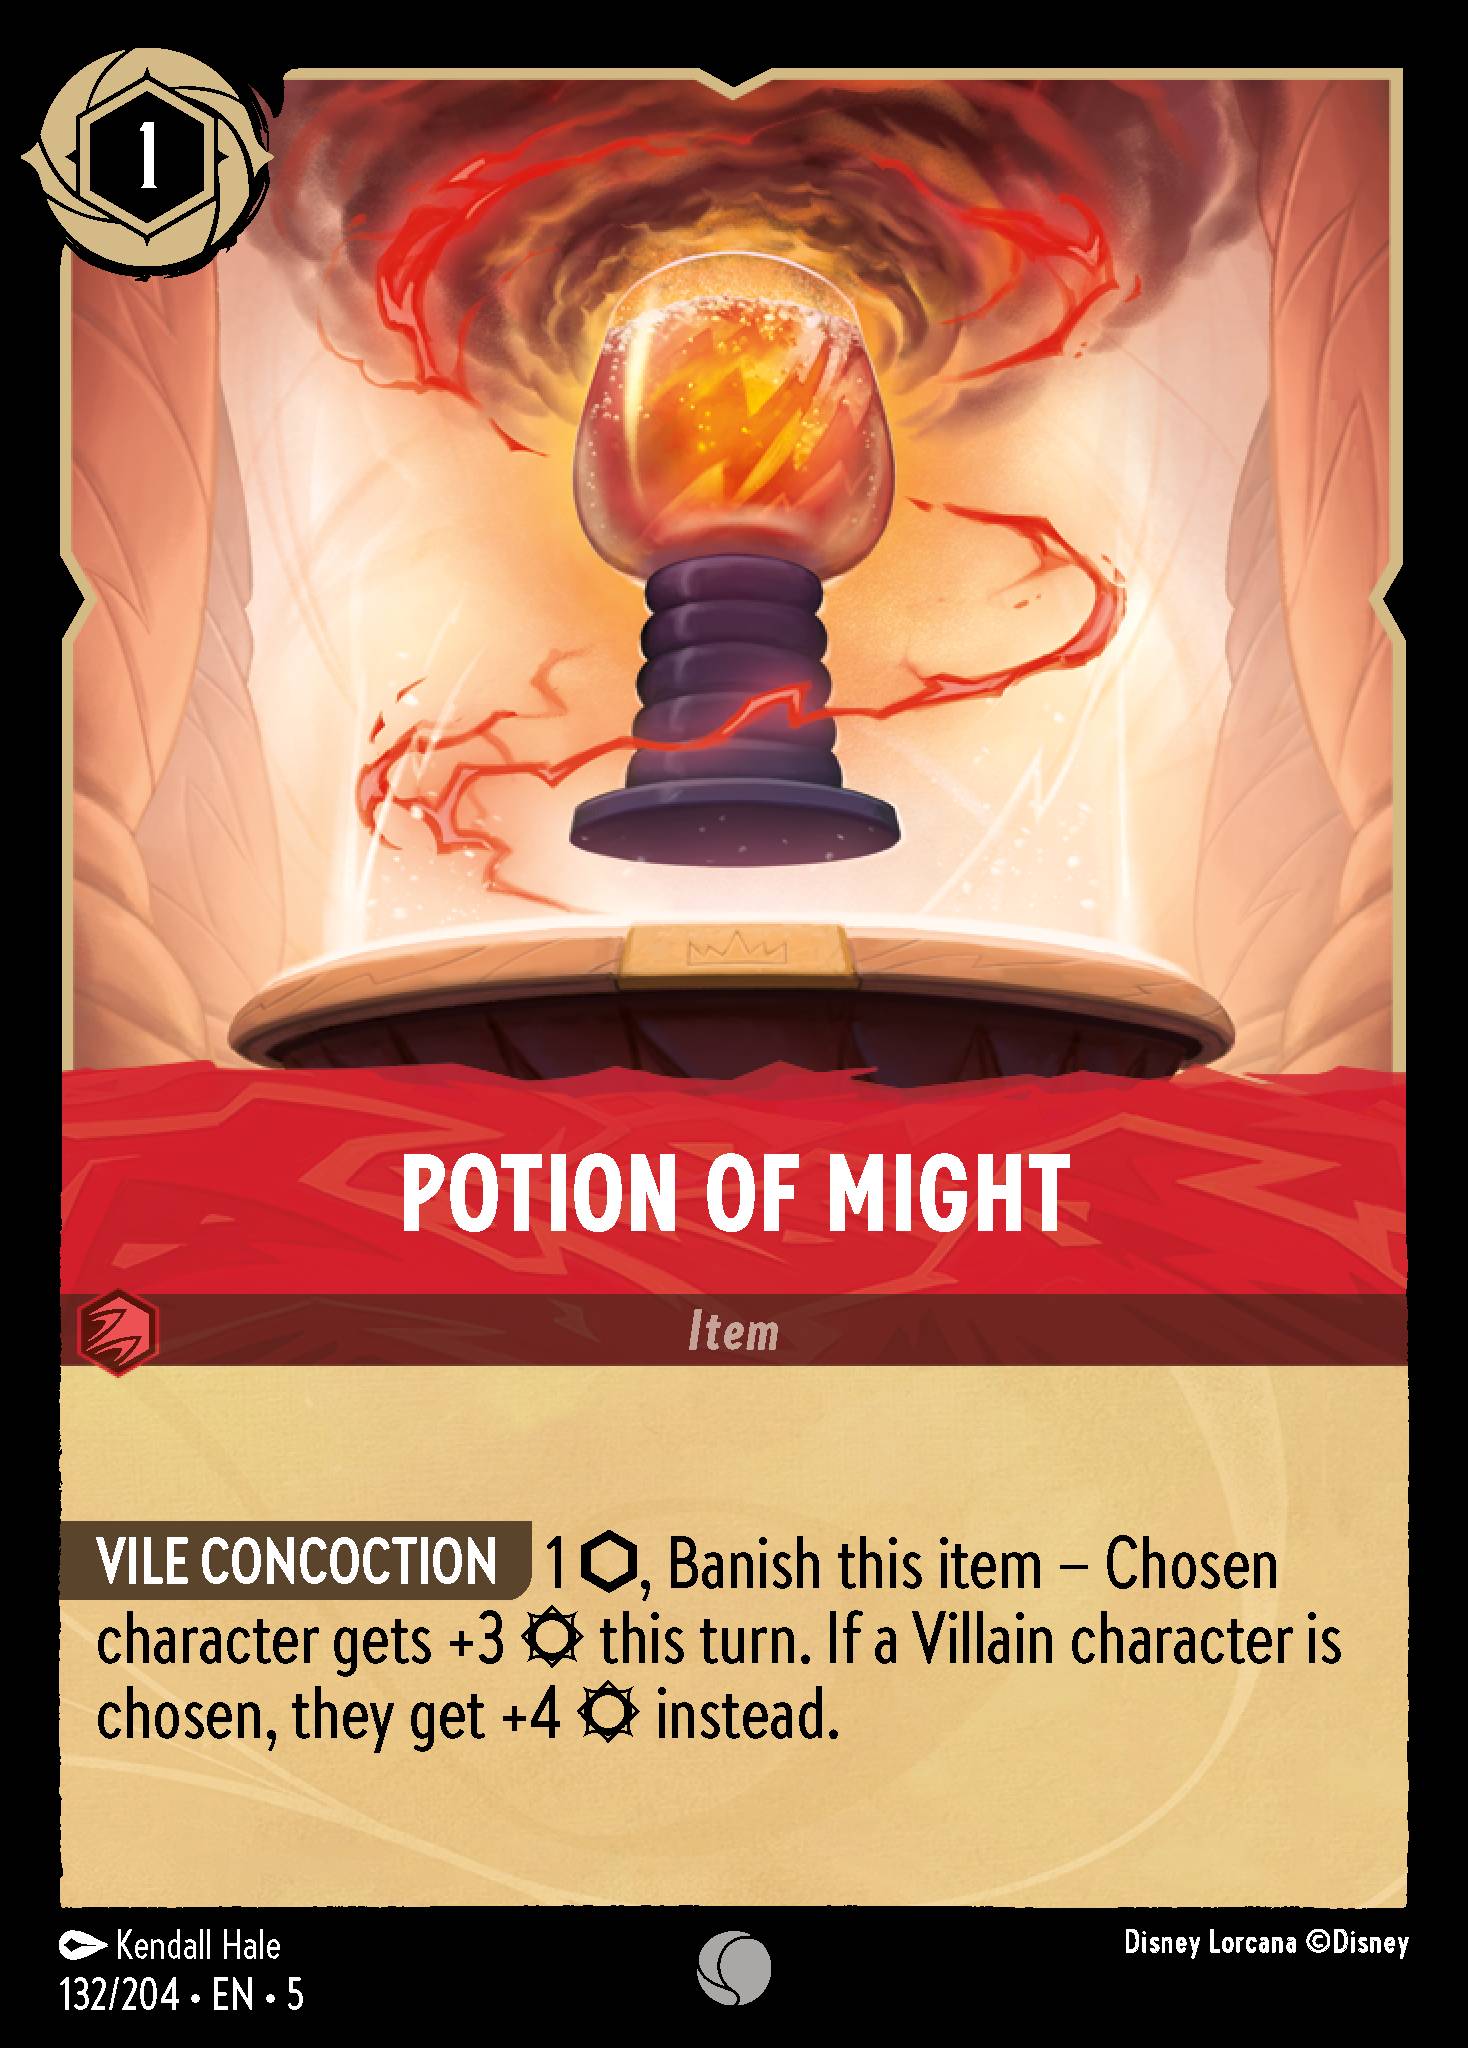 1
POTION OF MIGHT
Item
VILE CONCOCTION 1 ⬡, Banish this item – Chosen
character gets +3 ¤ this turn. If a Villain character is
chosen, they get +4 ¤ instead.
Kendall Hale
Disney Lorcana ©Disney
132/204 • EN • 5